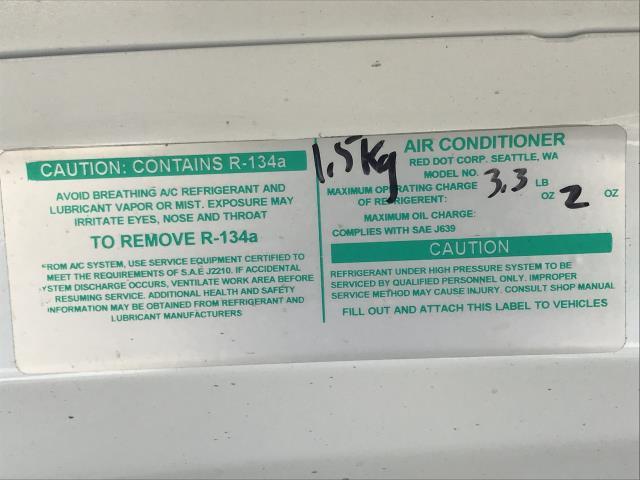 CAUTION: CONTAINS R-134a
AVOID BREATHING A/C REFRIGERANT AND
LUBRICANT VAPOR OR MIST. EXPOSURE MAY
IRRITATE EYES, NOSE AND THROAT
TO REMOVE R-134a
FROM A/C SYSTEM, USE SERVICE EQUIPMENT CERTIFIED TO
MEET THE REQUIREMENTS OF S.A.E J2210. IF ACCIDENTAL
SYSTEM DISCHARGE OCCURS, VENTILATE WORK AREA BEFORE
RESUMING SERVICE. ADDITIONAL HEALTH AND SAFETY
INFORMATION MAY BE OBTAINED FROM REFRIGERANT AND
LUBRICANT MANUFACTURERS
1.5Kg
AIR CONDITIONER
RED DOT CORP. SEATTLE, WA
MODEL NO.
MAXIMUM OPERATING CHARGE 3.3 LB
OF REFRIGERENT: OZ 2 OZ
MAXIMUM OIL CHARGE:
COMPLIES WITH SAE J639
CAUTION
REFRIGERANT UNDER HIGH PRESSURE SYSTEM TO BE
SERVICED BY QUALIFIED PERSONNEL ONLY. IMPROPER
SERVICE METHOD MAY CAUSE INJURY. CONSULT SHOP MANUAL
FILL OUT AND ATTACH THIS LABEL TO VEHICLES